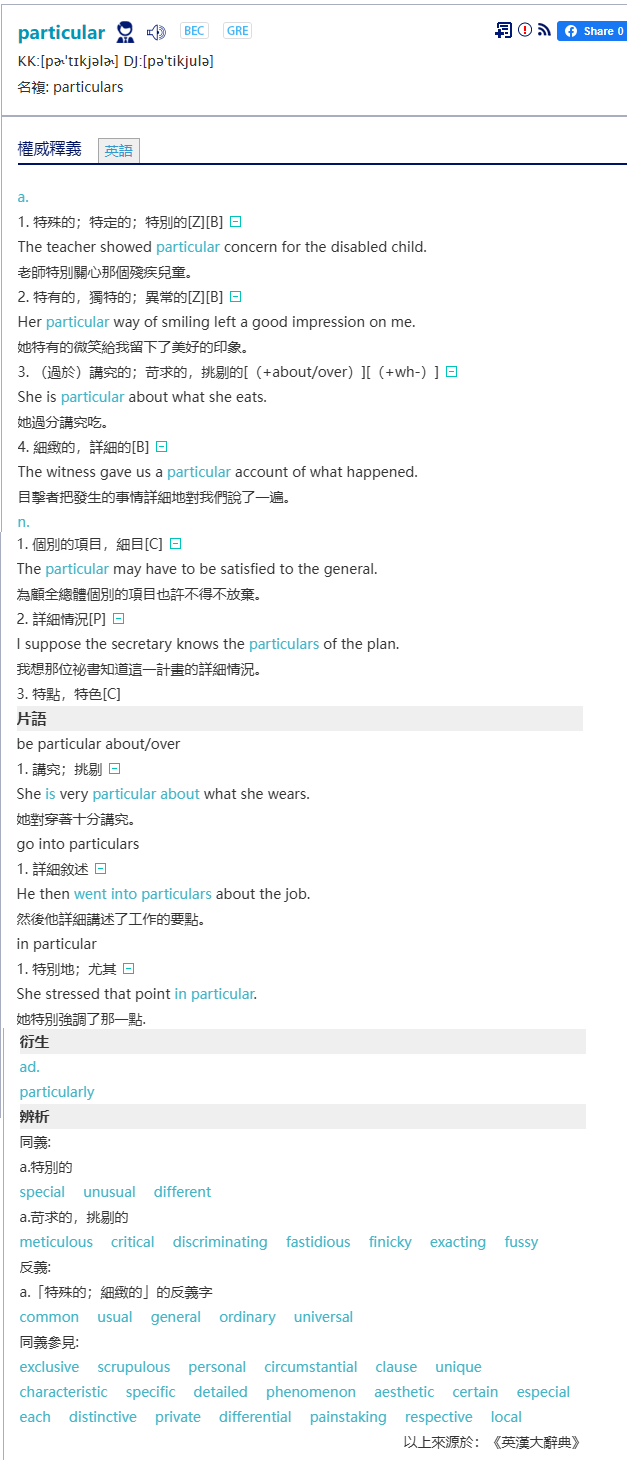 particular BEC GRE Share 0
KK:[pɚˋtɪkjəlɚ] DJ:[pəˋtikjulə]
名複: particulars
權威釋義 英語
a.
1. 特殊的；特定的；特別的[Z][B]
The teacher showed particular concern for the disabled child.
老師特別關心那個殘疾兒童。
2. 特有的，獨特的；異常的[Z][B]
Her particular way of smiling left a good impression on me.
她特有的微笑給我留下了美好的印象。
3. （過於）講究的；苛求的，挑剔的[（+about/over）][（+wh-）]
She is particular about what she eats.
她過分講究吃。
4. 細緻的，詳細的[B]
The witness gave us a particular account of what happened.
目擊者把發生的事情詳細地對我們說了一遍。
n.
1. 個別的項目，細目[C]
The particular may have to be satisfied to the general.
為顧全總體個別的項目也許不得不放棄。
2. 詳細情況[P]
I suppose the secretary knows the particulars of the plan.
我想那位祕書知道這一計畫的詳細情況。
3. 特點，特色[C]
片語
be particular about/over
1. 講究；挑剔
She is very particular about what she wears.
她對穿著十分講究。
go into particulars
1. 詳細敘述
He then went into particulars about the job.
然後他詳細講述了工作的要點。
in particular
1. 特別地；尤其
She stressed that point in particular.
她特別強調了那一點.
衍生
ad.
particularly
辨析
同義:
a.特別的
special unusual different
a.苛求的，挑剔的
meticulous critical discriminating fastidious finicky exacting fussy
反義:
a.「特殊的；細緻的」的反義字
common usual general ordinary universal
同義參見:
exclusive scrupulous personal circumstantial clause unique
characteristic specific detailed phenomenon aesthetic certain especial
each distinctive private differential painstaking respective local
以上來源於：《英漢大辭典》